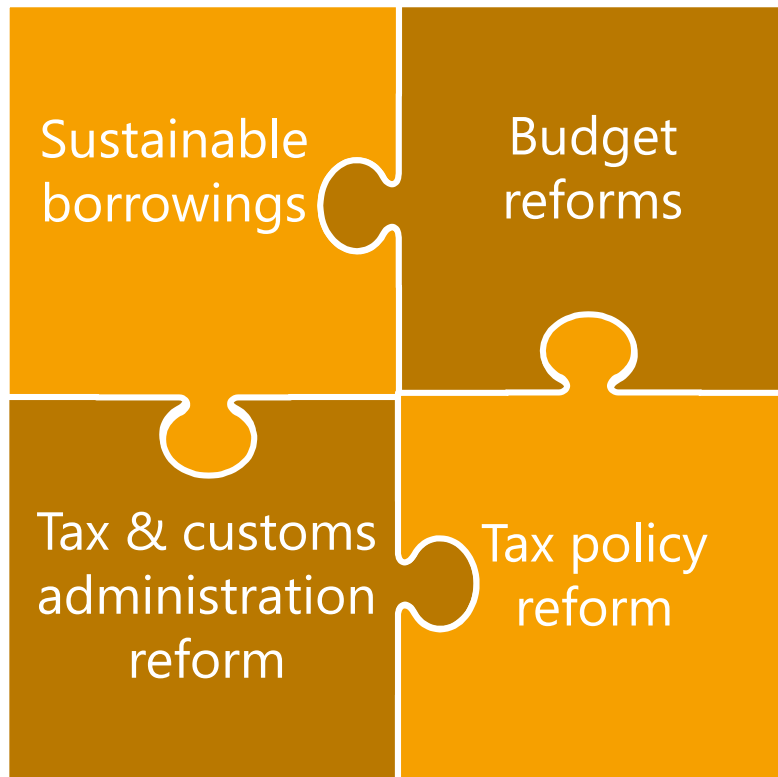 Sustainable
borrowings
Budget
reforms
Tax & customs
administration
reform
Tax policy
reform